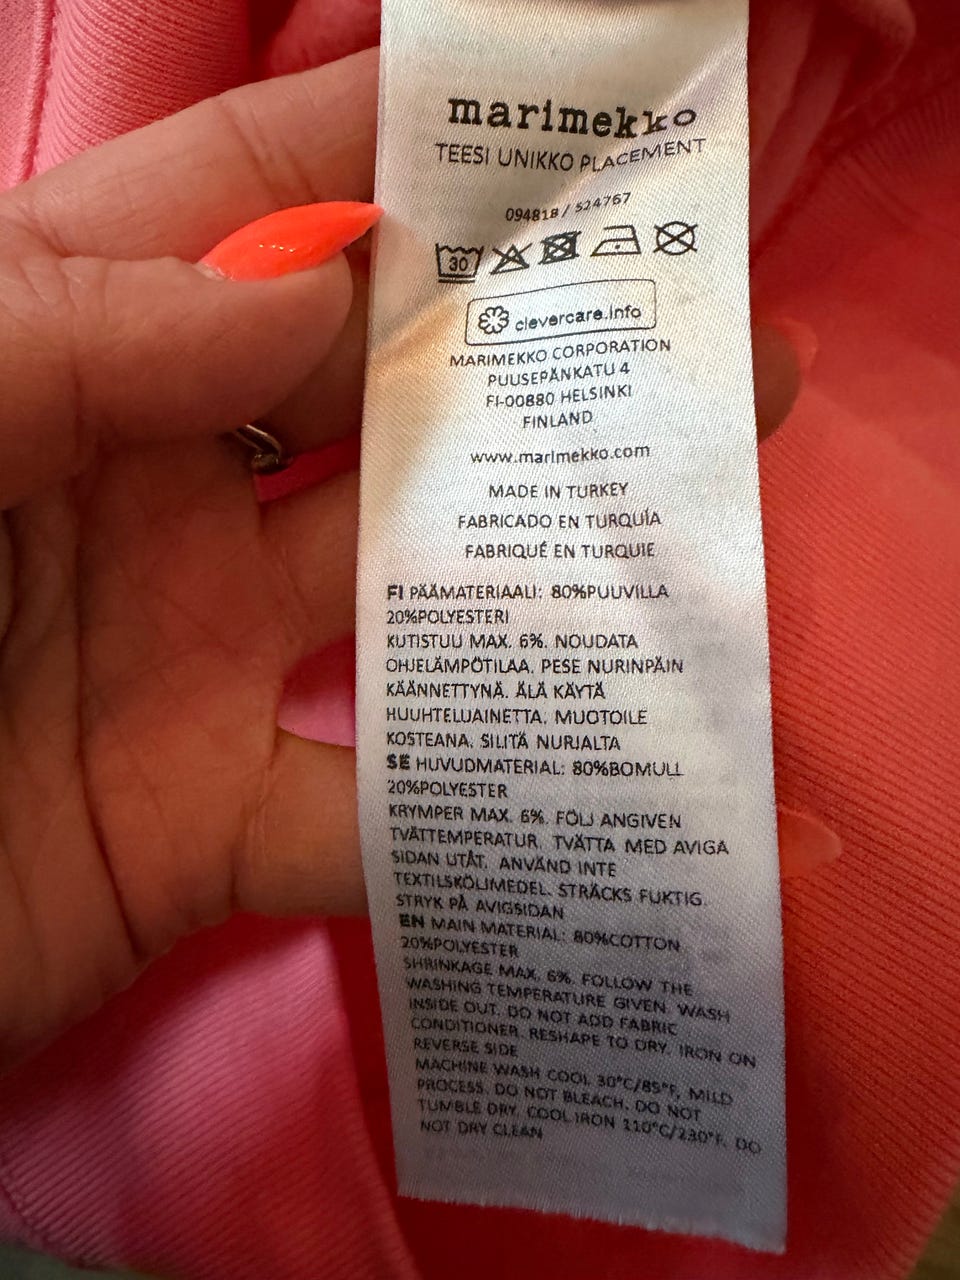 marimekko
TEESI UNIKKO PLACEMENT
094818 / 524767
30
clevercare.info
MARIMEKKO CORPORATION
PUUSEPÄNKATU 4
FI-00880 HELSINKI
FINLAND
www.marimekko.com
MADE IN TURKEY
FABRICADO EN TURQUÍA
FABRIQUÉ EN TURQUIE
FI PÄÄMATERIAALI: 80%PUUVILLA
20%POLYESTERI
KUTISTUU MAX. 6%. NOUDATA
OHJELÄMPÖTILAA. PESE NURINPÄIN
KÄÄNNETTYNÄ. ÄLÄ KÄYTÄ
HUUHTELUAINETTA. MUOTOILE
KOSTEANA. SILITÄ NURJALTA
SE HUVUDMATERIAL: 80%BOMULL
20%POLYESTER
KRYMPER MAX. 6%. FÖLJ ANGIVEN
TVÄTTEMPERATUR. TVÄTTA MED AVIGA
SIDAN UTÅT. ANVÄND INTE
TEXTILSKÖLJMEDEL. STRÄCKS FUKTIG.
STRYK PÅ AVIGSIDAN
EN MAIN MATERIAL: 80%COTTON
20%POLYESTER
SHRINKAGE MAX. 6%. FOLLOW THE
WASHING TEMPERATURE GIVEN. WASH
INSIDE OUT. DO NOT ADD FABRIC
CONDITIONER. RESHAPE TO DRY. IRON ON
REVERSE SIDE
MACHINE WASH COOL 30°C/85°F, MILD
PROCESS. DO NOT BLEACH. DO NOT
TUMBLE DRY. COOL IRON 110°C/230°F. DO
NOT DRY CLEAN